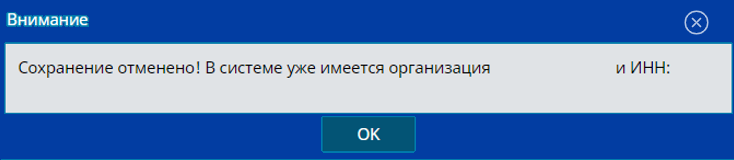 Внимание
Сохранение отменено! В системе уже имеется организация и ИНН:
OK